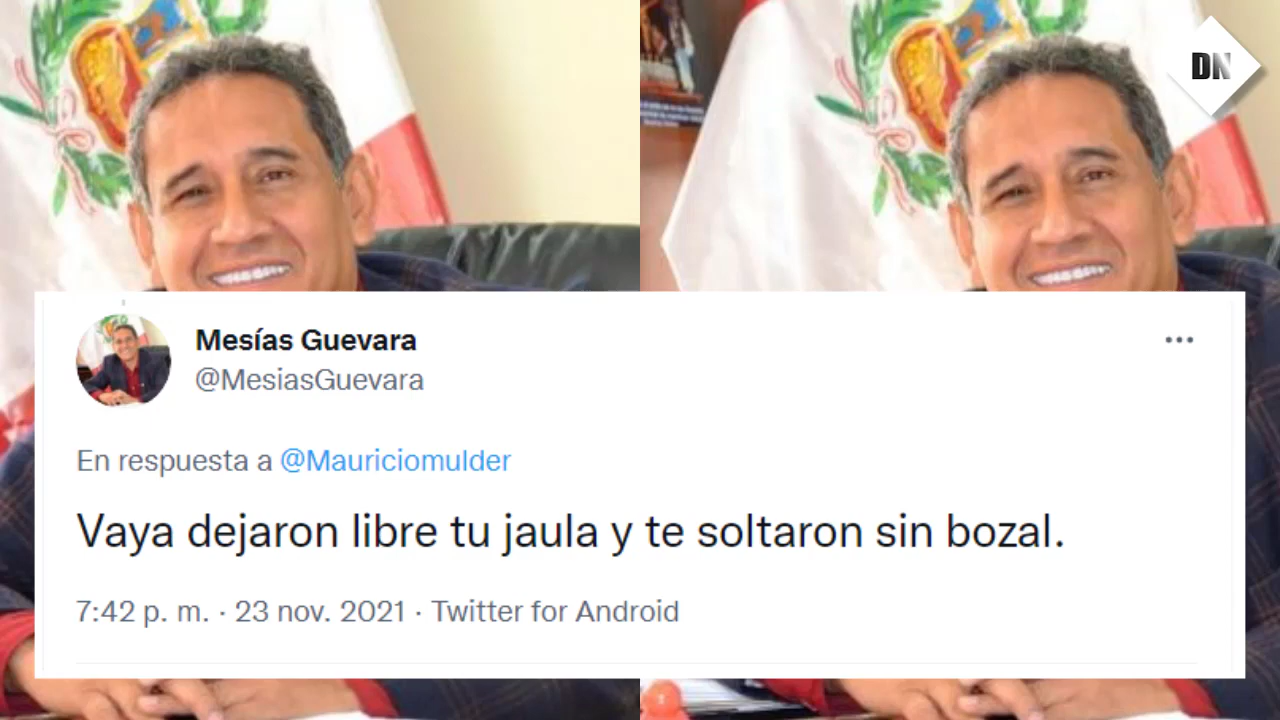 DN
Mesías Guevara
@MesiasGuevara
En respuesta a @Mauriciomulder
Vaya dejaron libre tu jaula y te soltaron sin bozal.
7:42 p. m. · 23 nov. 2021 · Twitter for Android